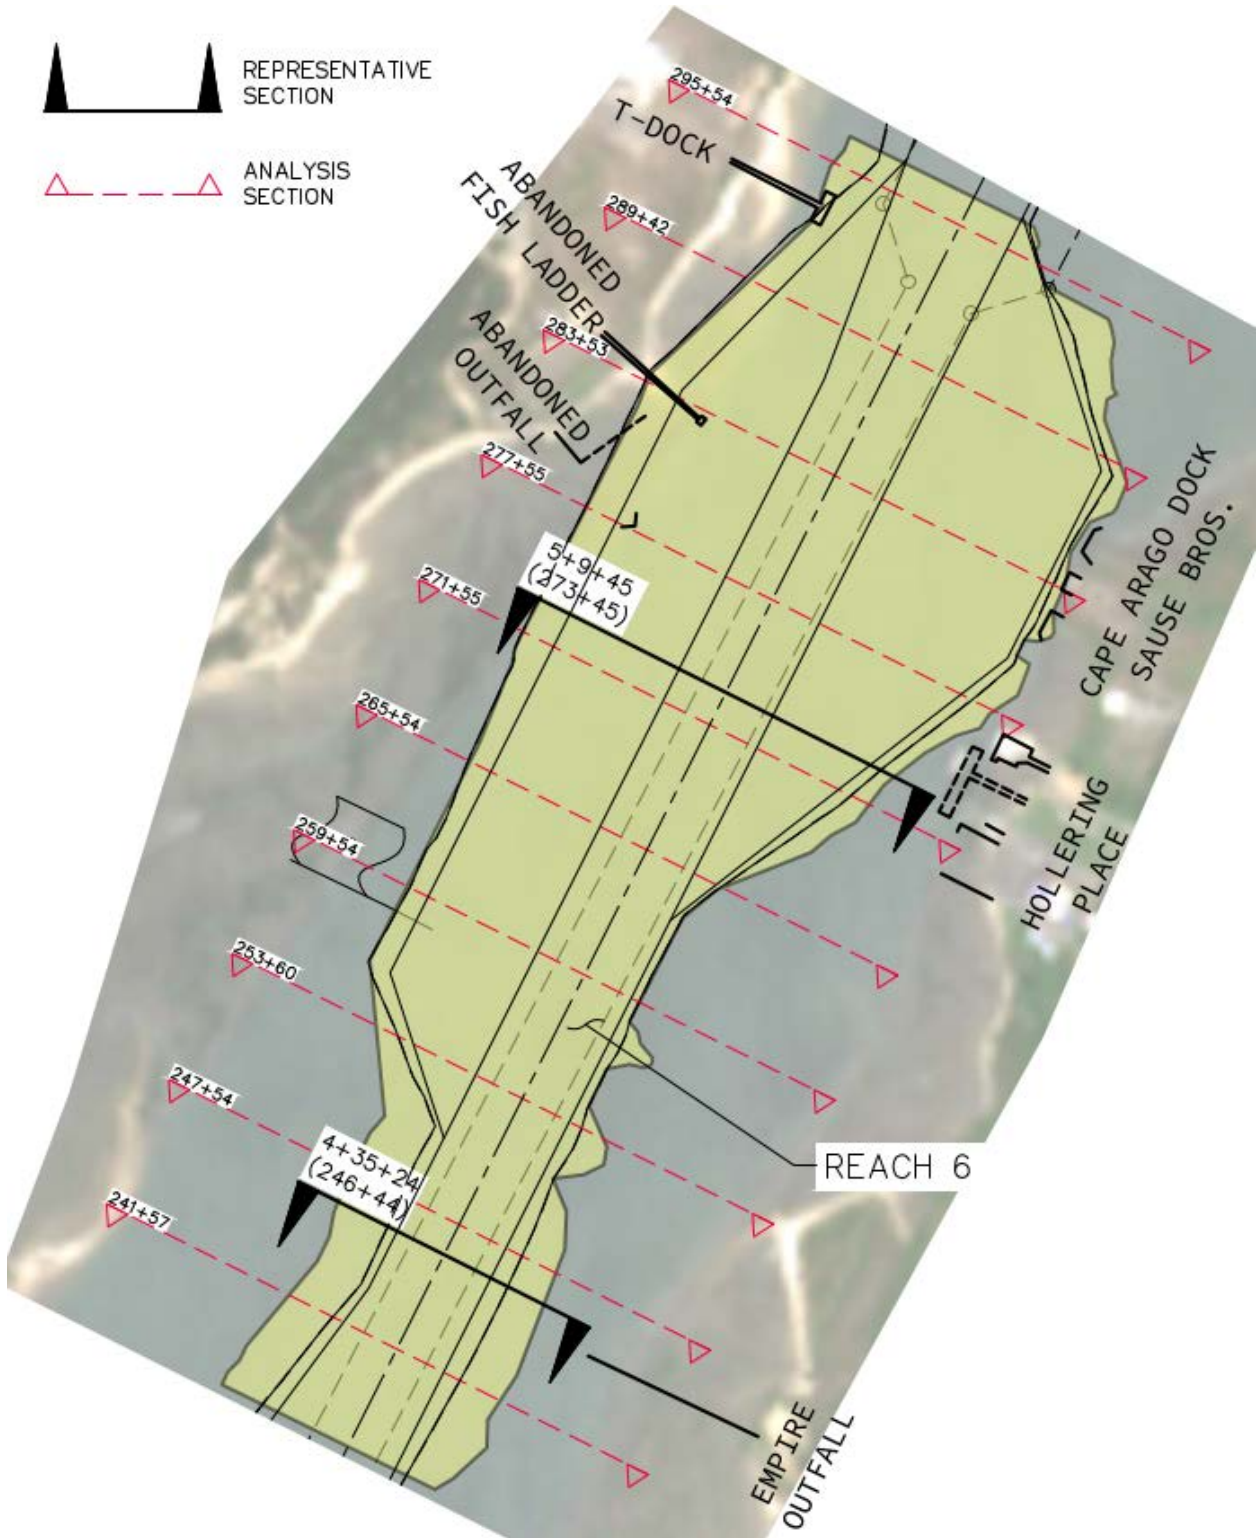 REPRESENTATIVE
SECTION
ANALYSIS
SECTION
295+54
T-DOCK
289+42
ABANDONED
FISH LADDER
283+53
ABANDONED
OUTFALL
277+55
CAPE ARAGO DOCK
SAUSE BROS.
5+9+45
(273+45)
271+55
265+54
HOLLERING
PLACE
259+54
253+60
247+54
REACH 6
4+35+24
(246+44)
241+57
EMPIRE
OUTFALL